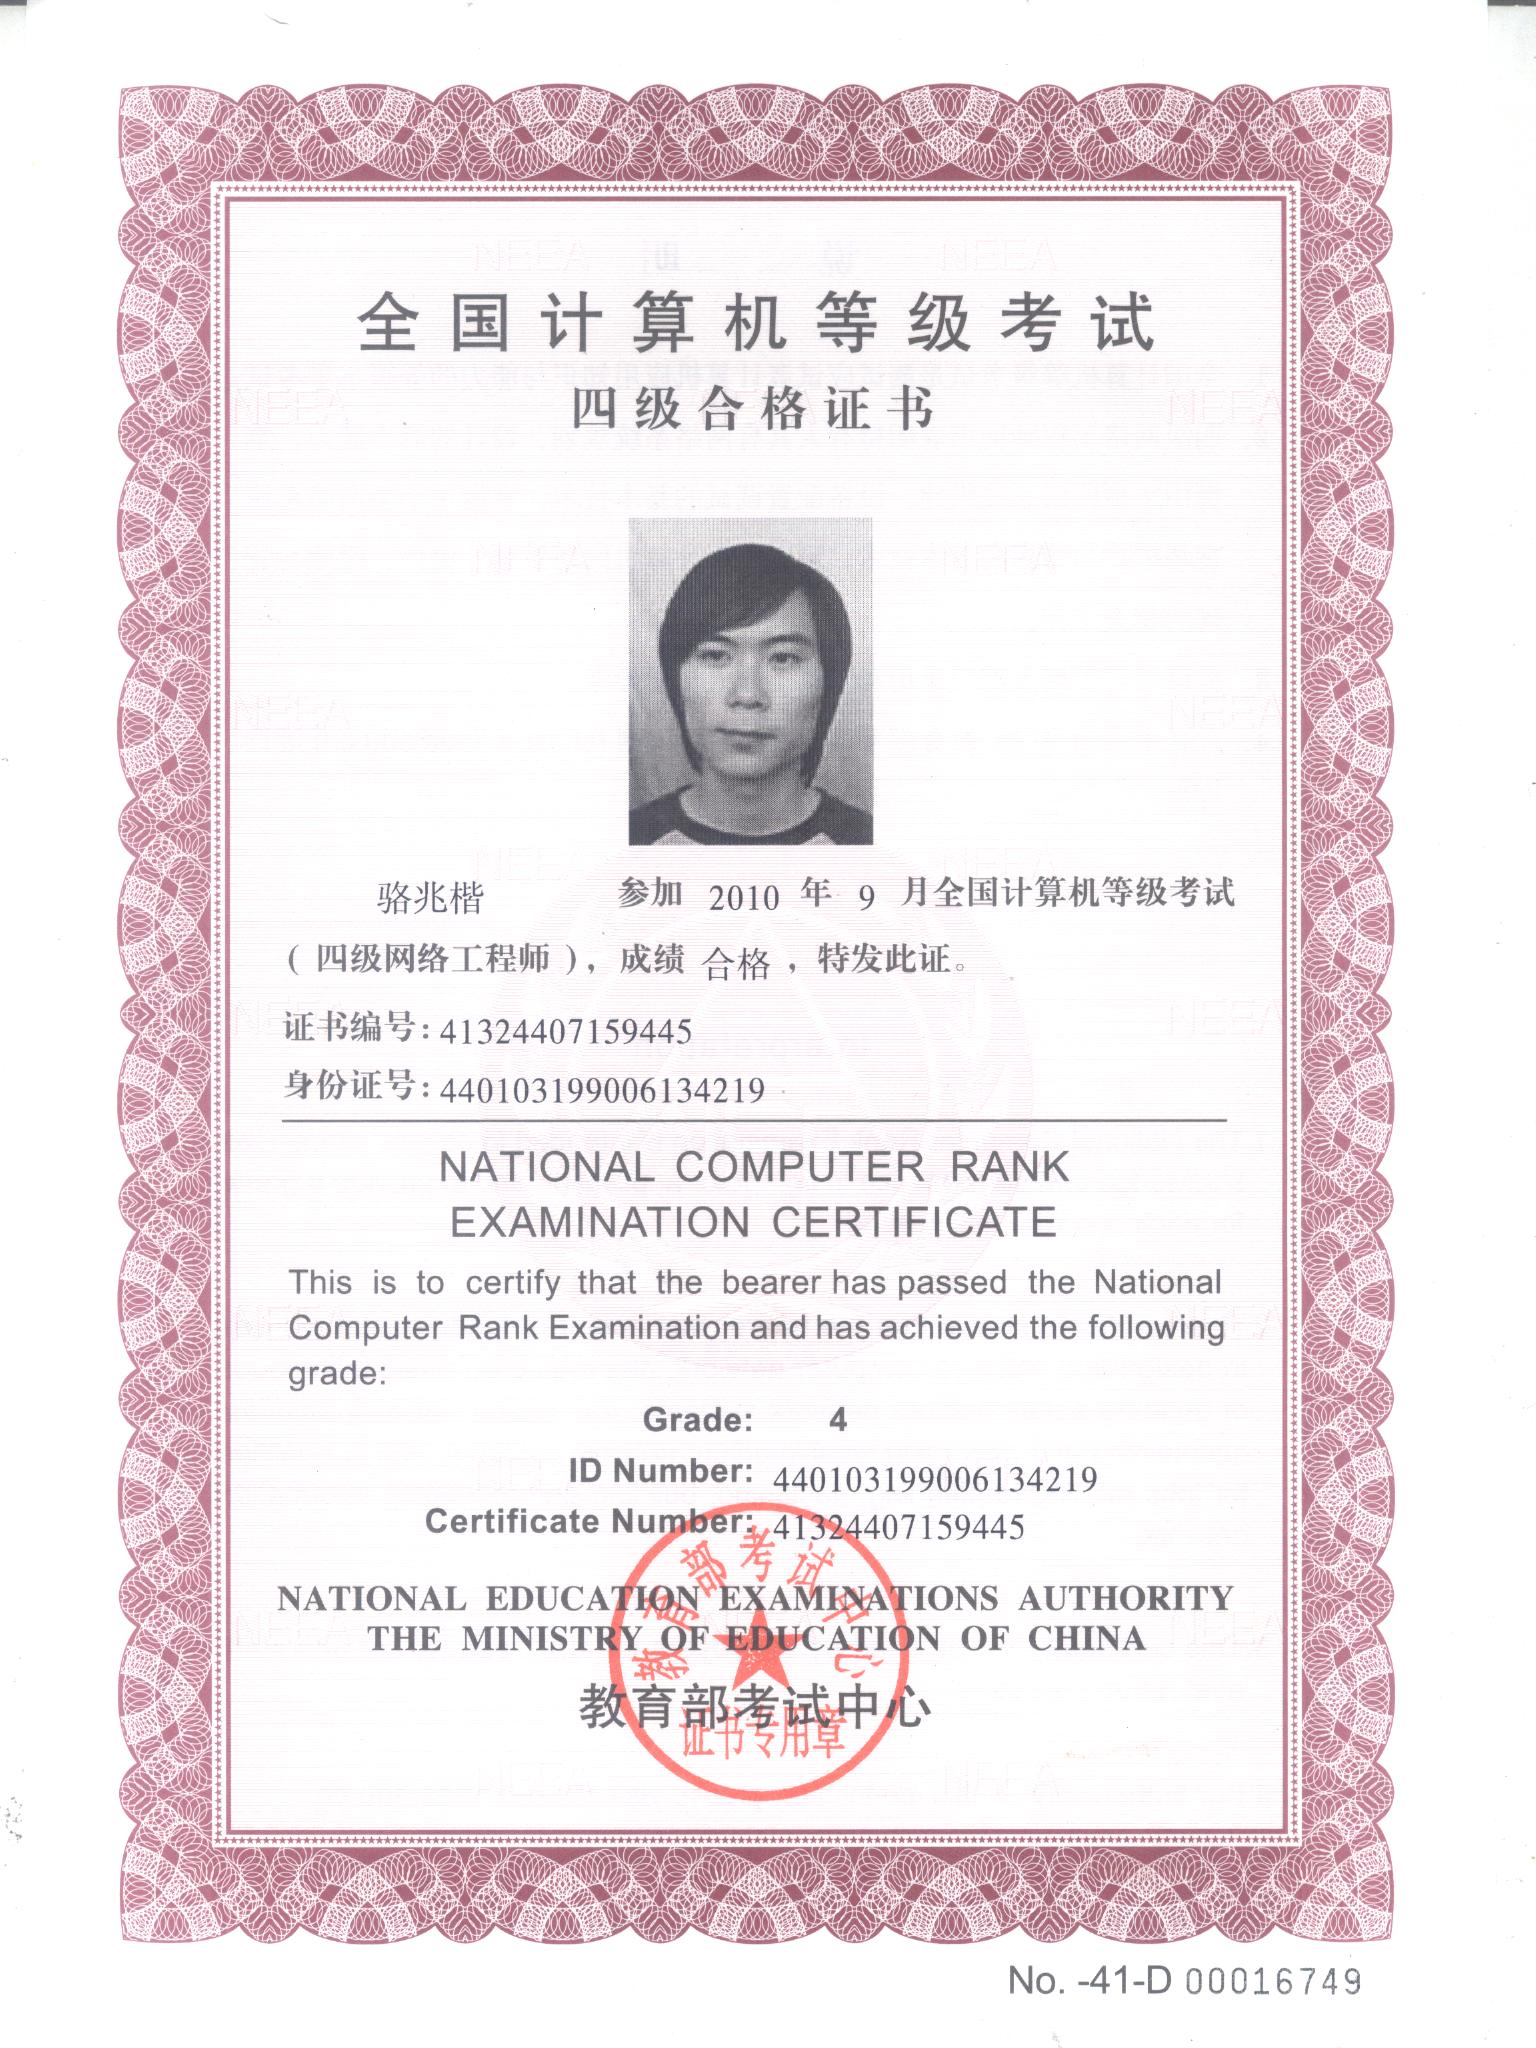 全国计算机等级考试
四级合格证书
骆兆楷 参加 2010 年 9 月全国计算机等级考试
（四级网络工程师），成绩 合格 ，特发此证。
证书编号：41324407159445
身份证号：440103199006134219
NATIONAL COMPUTER RANK
EXAMINATION CERTIFICATE
This is to certify that the bearer has passed the National
Computer Rank Examination and has achieved the following
grade:
Grade: 4
ID Number: 440103199006134219
Certificate Number: 41324407159445
NATIONAL EDUCATION EXAMINATIONS AUTHORITY
THE MINISTRY OF EDUCATION OF CHINA
教育部考试中心
教育部考试中心
证书专用章
No. -41-D 00016749
NEEA